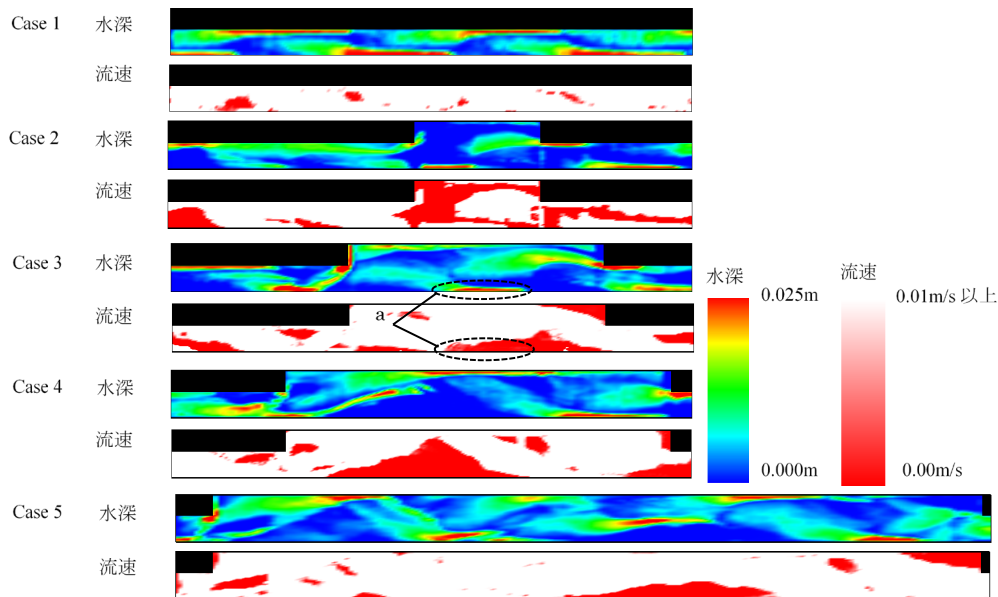 Case 1 水深
流速
Case 2 水深
流速
Case 3 水深
流速
a
Case 4 水深
流速
Case 5 水深
流速
水深 流速
0.025m 0.01m/s 以上
0.000m 0.00m/s